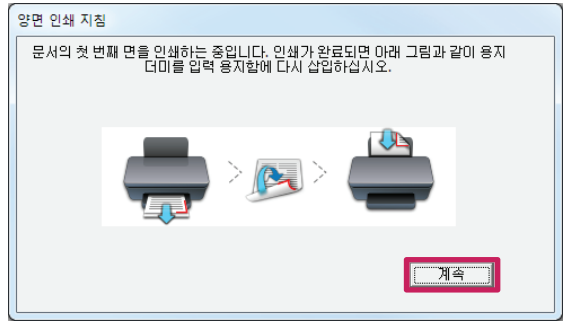 양면 인쇄 지침
문서의 첫 번째 면을 인쇄하는 중입니다. 인쇄가 완료되면 아래 그림과 같이 용지
더미를 입력 용지함에 다시 삽입하십시오.
계속